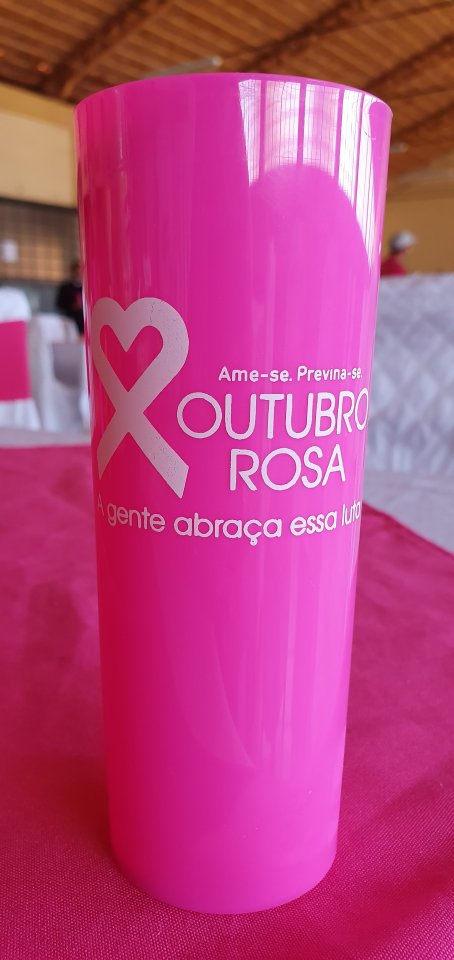 Ame-se. Previna-se.
OUTUBRO
ROSA
A gente abraça essa luta